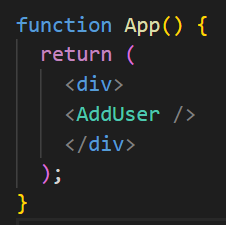 function App() {
  return (
    <div>
    <AddUser />
    </div>
  );
}